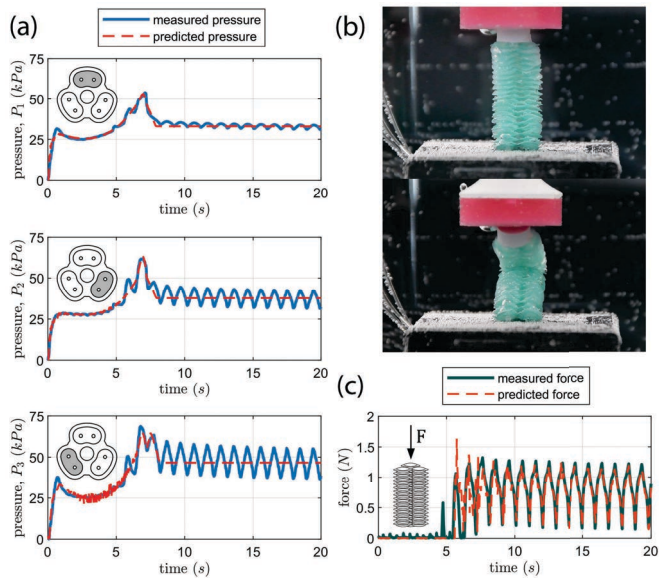 (a)
measured pressure
predicted pressure
pressure, P₁ (kPa)
75
50
25
0
0 5 10 15 20
time (s)
pressure, P₂ (kPa)
75
50
25
0
0 5 10 15 20
time (s)
pressure, P₃ (kPa)
75
50
25
0
0 5 10 15 20
time (s)
(b)
(c)
measured force
predicted force
force (N)
2
1.5
1
0.5
0
F
0 5 10 15 20
time (s)